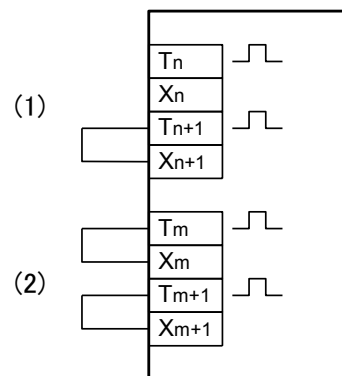 (1)
Tn
Xn
Tn+1
Xn+1
(2)
Tm
Xm
Tm+1
Xm+1